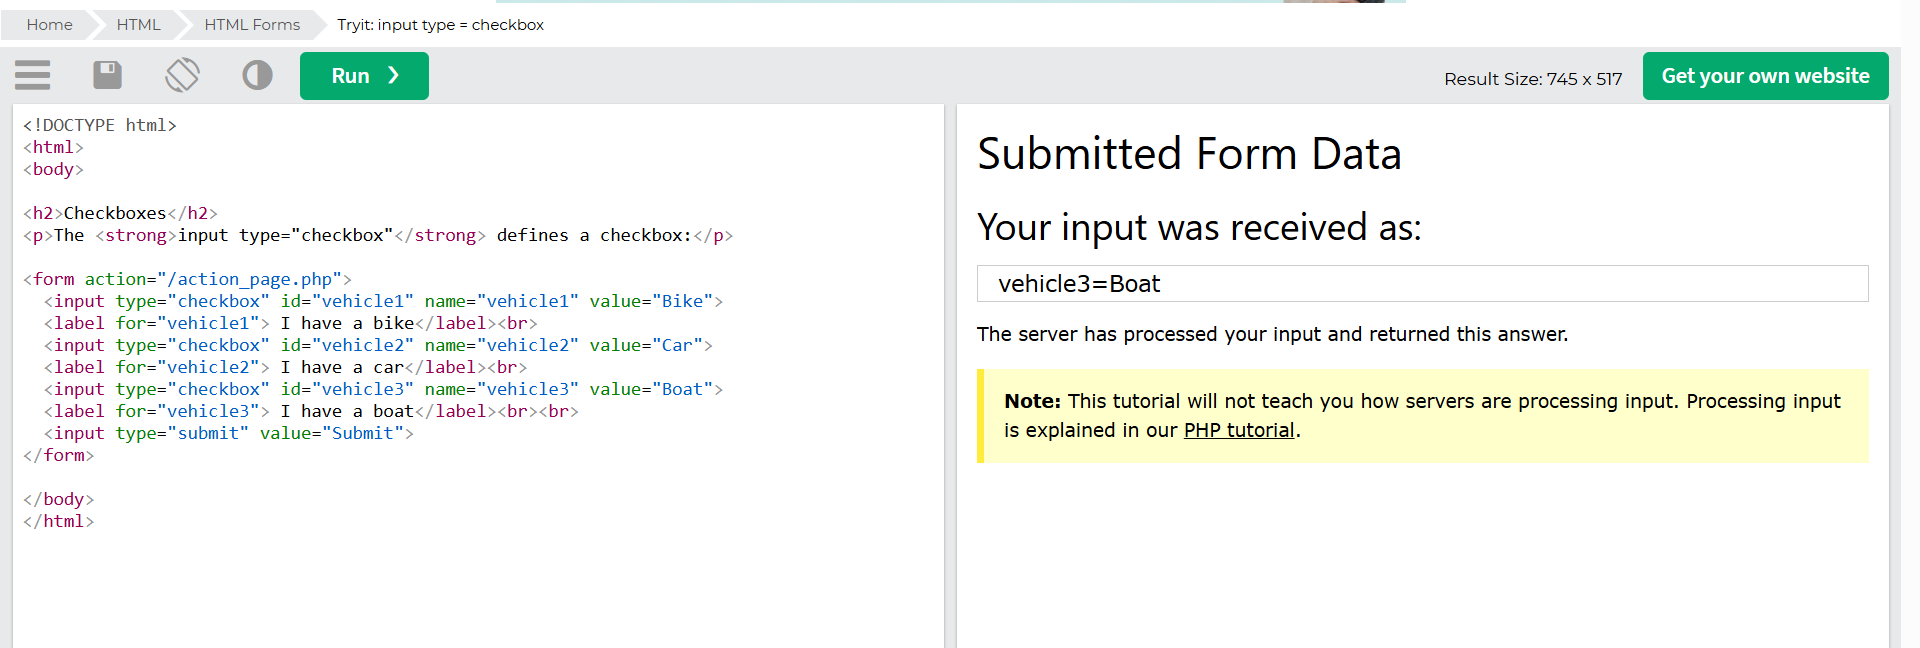 Home HTML HTML Forms Tryit: input type = checkbox
Run ❯ Result Size: 745 x 517 Get your own website
<!DOCTYPE html>
<html>
<body>
<h2>Checkboxes</h2>
<p>The <strong>input type="checkbox"</strong> defines a checkbox:</p>
<form action="/action_page.php">
  <input type="checkbox" id="vehicle1" name="vehicle1" value="Bike">
  <label for="vehicle1"> I have a bike</label><br>
  <input type="checkbox" id="vehicle2" name="vehicle2" value="Car">
  <label for="vehicle2"> I have a car</label><br>
  <input type="checkbox" id="vehicle3" name="vehicle3" value="Boat">
  <label for="vehicle3"> I have a boat</label><br><br>
  <input type="submit" value="Submit">
</form>
</body>
</html>
Submitted Form Data
Your input was received as:
vehicle3=Boat
The server has processed your input and returned this answer.
Note: This tutorial will not teach you how servers are processing input. Processing input
is explained in our PHP tutorial.